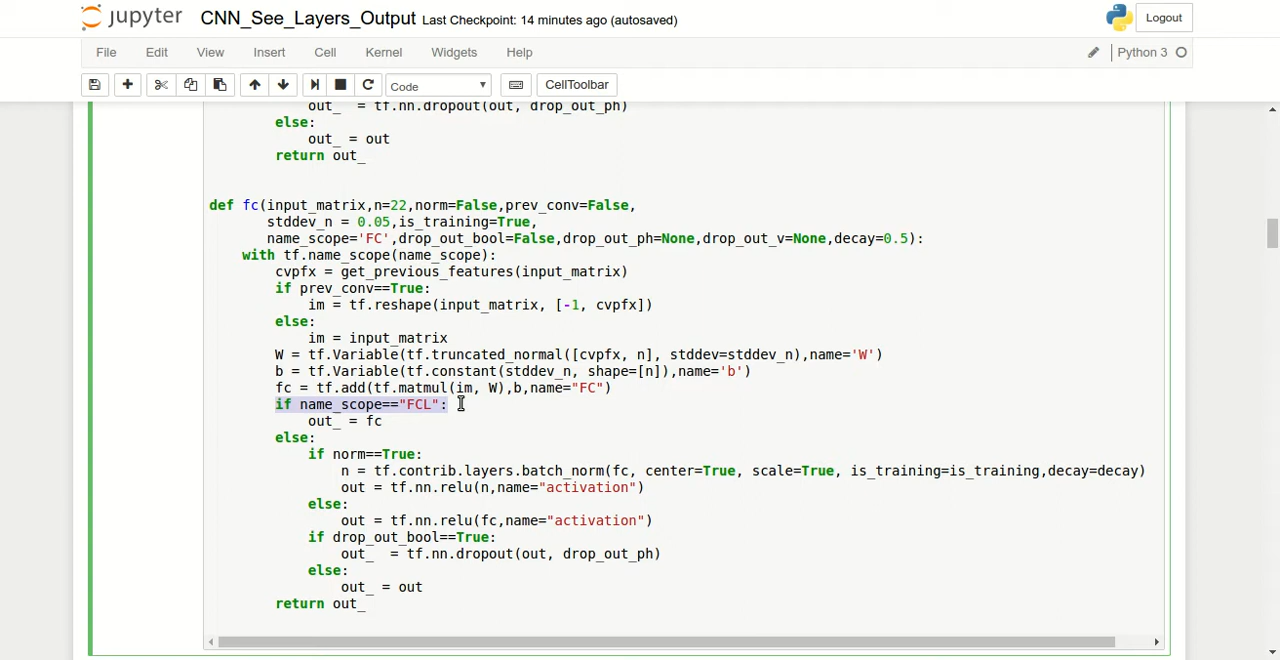 jupyter CNN_See_Layers_Output Last Checkpoint: 14 minutes ago (autosaved) Logout
File Edit View Insert Cell Kernel Widgets Help Python 3
Code CellToolbar
out_  = tf.nn.dropout(out, drop_out_ph)
else:
out_ = out
return out_
def fc(input_matrix,n=22,norm=False,prev_conv=False,
stddev_n = 0.05,is_training=True,
name_scope='FC',drop_out_bool=False,drop_out_ph=None,drop_out_v=None,decay=0.5):
with tf.name_scope(name_scope):
cvpfx = get_previous_features(input_matrix)
if prev_conv==True:
im = tf.reshape(input_matrix, [-1, cvpfx])
else:
im = input_matrix
W = tf.Variable(tf.truncated_normal([cvpfx, n], stddev=stddev_n),name='W')
b = tf.Variable(tf.constant(stddev_n, shape=[n]),name='b')
fc = tf.add(tf.matmul(im, W),b,name="FC")
if name_scope=="FCL":
out_ = fc
else:
if norm==True:
n = tf.contrib.layers.batch_norm(fc, center=True, scale=True, is_training=is_training,decay=decay)
out = tf.nn.relu(n,name="activation")
else:
out = tf.nn.relu(fc,name="activation")
if drop_out_bool==True:
out_  = tf.nn.dropout(out, drop_out_ph)
else:
out_ = out
return out_